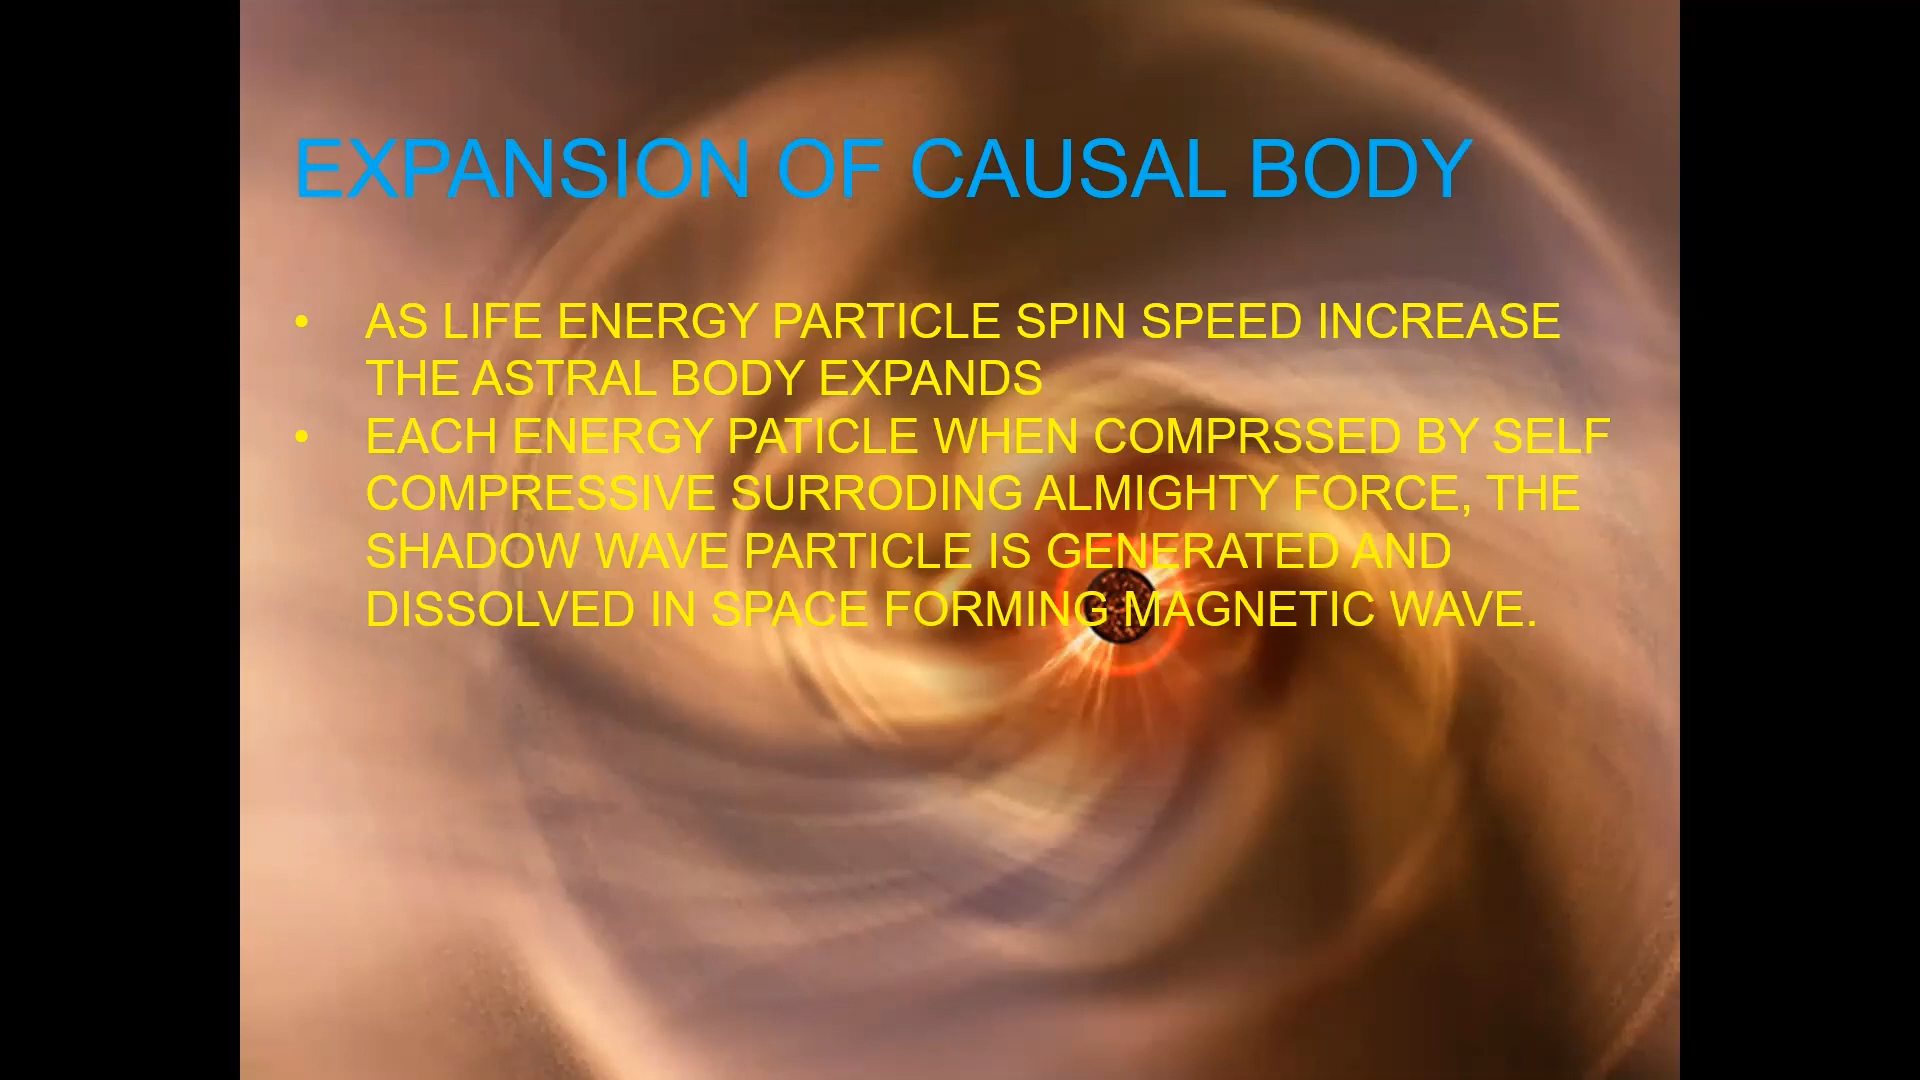 EXPANSION OF CAUSAL BODY
• AS LIFE ENERGY PARTICLE SPIN SPEED INCREASE
THE ASTRAL BODY EXPANDS
• EACH ENERGY PATICLE WHEN COMPRSSED BY SELF
COMPRESSIVE SURRODING ALMIGHTY FORCE, THE
SHADOW WAVE PARTICLE IS GENERATED AND
DISSOLVED IN SPACE FORMING MAGNETIC WAVE.